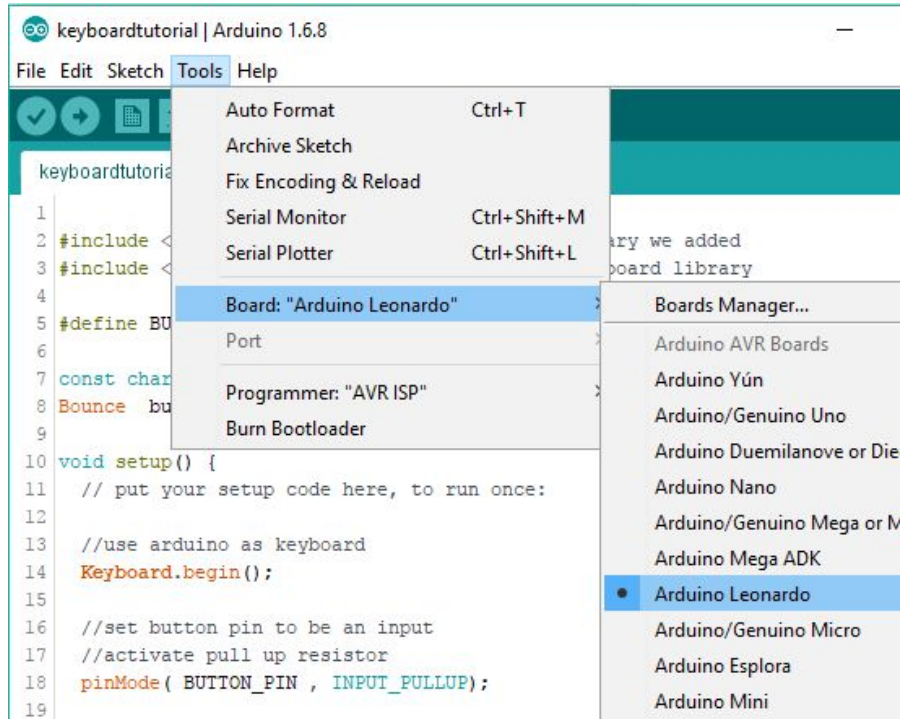 keyboardtutorial | Arduino 1.6.8
File Edit Sketch Tools Help
Auto Format Ctrl+T
Archive Sketch
Fix Encoding & Reload
Serial Monitor Ctrl+Shift+M
Serial Plotter Ctrl+Shift+L
Board: "Arduino Leonardo"
Port
Programmer: "AVR ISP"
Burn Bootloader
Boards Manager...
Arduino AVR Boards
Arduino Yún
Arduino/Genuino Uno
Arduino Duemilanove or Die
Arduino Nano
Arduino/Genuino Mega or M
Arduino Mega ADK
Arduino Leonardo
Arduino/Genuino Micro
Arduino Esplora
Arduino Mini
keyboardtutoria
1
2 #include < ary we added
3 #include < board library
4
5 #define BU
6
7 const char
8 Bounce bu
9
10 void setup() {
11 // put your setup code here, to run once:
12
13 //use arduino as keyboard
14 Keyboard.begin();
15
16 //set button pin to be an input
17 //activate pull up resistor
18 pinMode( BUTTON_PIN , INPUT_PULLUP);
19